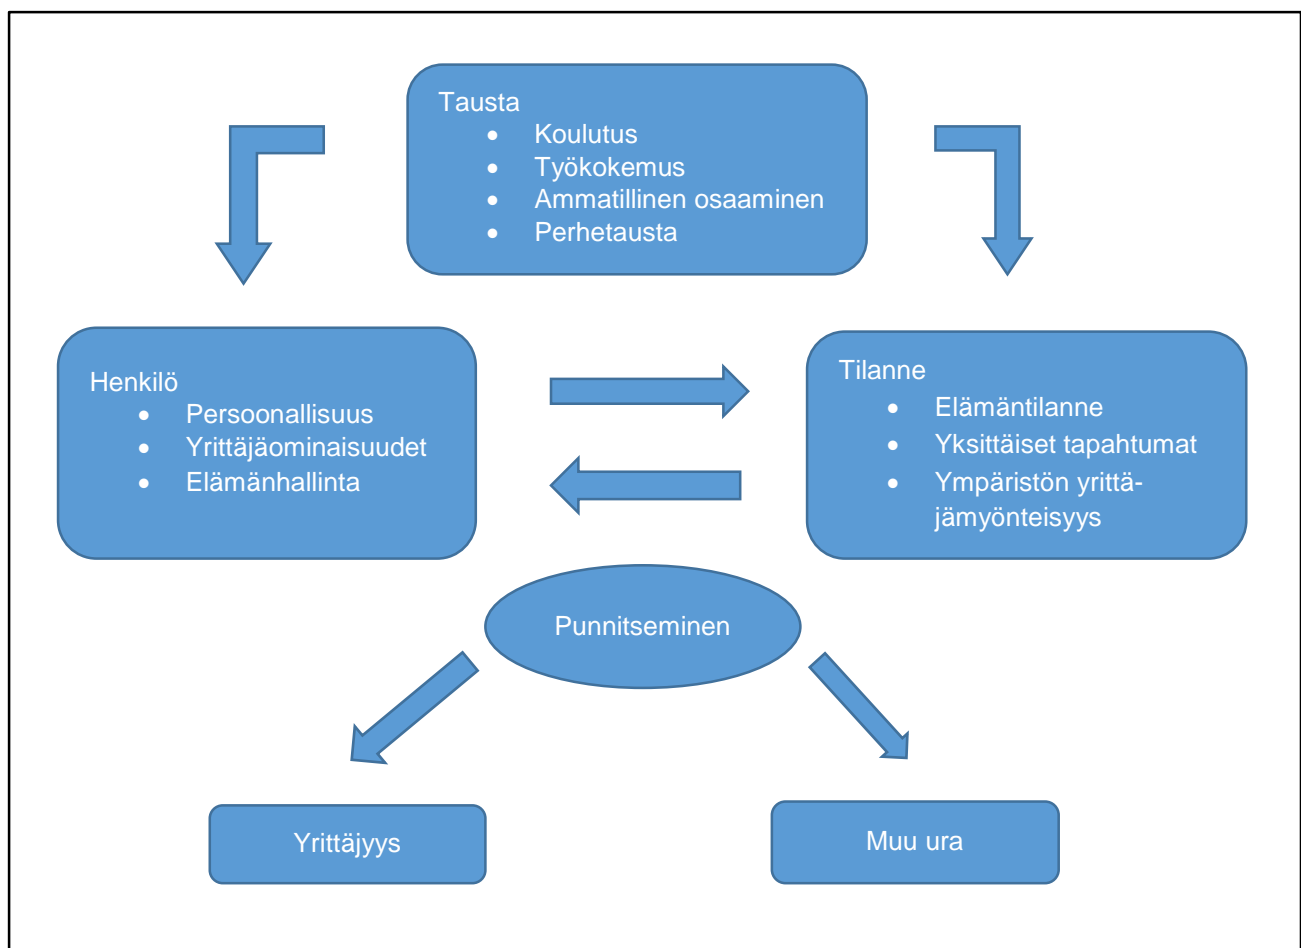 Tausta
• Koulutus
• Työkokemus
• Ammatillinen osaaminen
• Perhetausta
Henkilö
• Persoonallisuus
• Yrittäjäominaisuudet
• Elämänhallinta
Tilanne
• Elämäntilanne
• Yksittäiset tapahtumat
• Ympäristön yrittä-
jämyönteisyys
Punnitseminen
Yrittäjyys
Muu ura